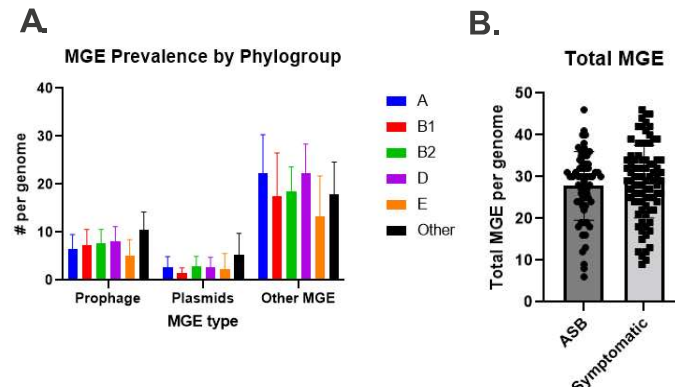 A.
MGE Prevalence by Phylogroup
# per genome
40
30
20
10
0
Prophage Plasmids Other MGE
MGE type
A
B1
B2
D
E
Other
B.
Total MGE
Total MGE per genome
50
40
30
20
10
0
ASB
Symptomatic